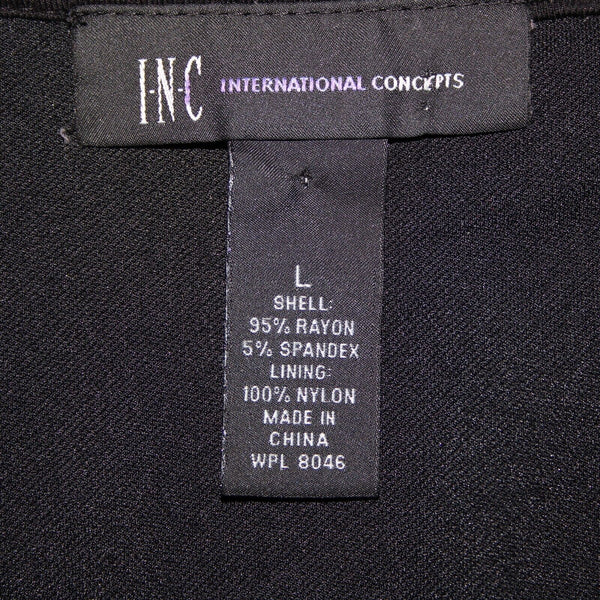 I·N·C INTERNATIONAL CONCEPTS
L
SHELL:
95% RAYON
5% SPANDEX
LINING:
100% NYLON
MADE IN
CHINA
WPL 8046